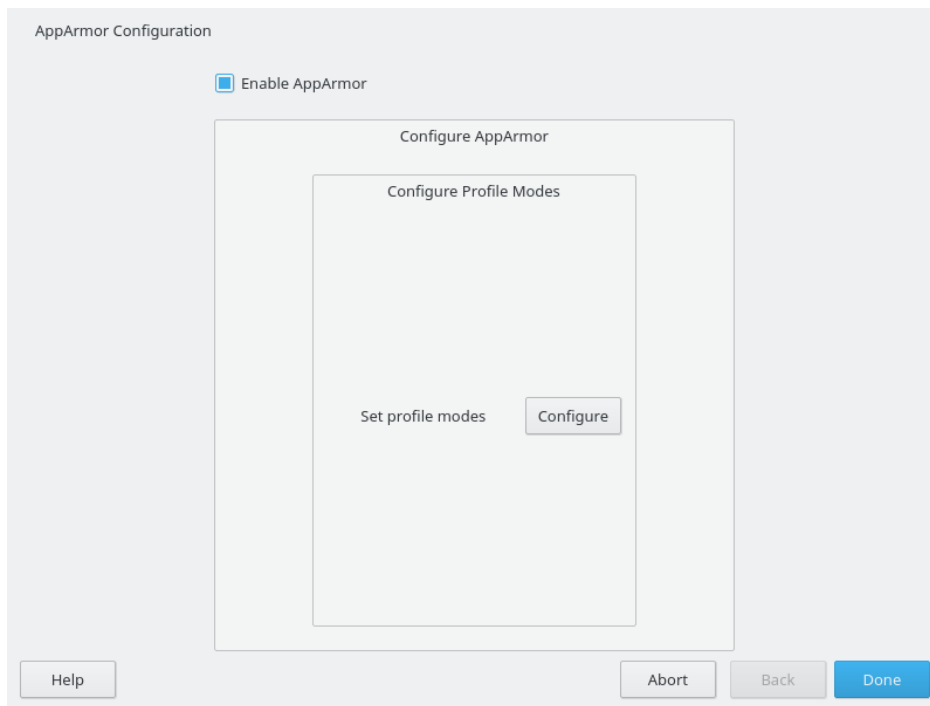 AppArmor Configuration
Enable AppArmor
Configure AppArmor
Configure Profile Modes
Set profile modes Configure
Help Abort Back Done